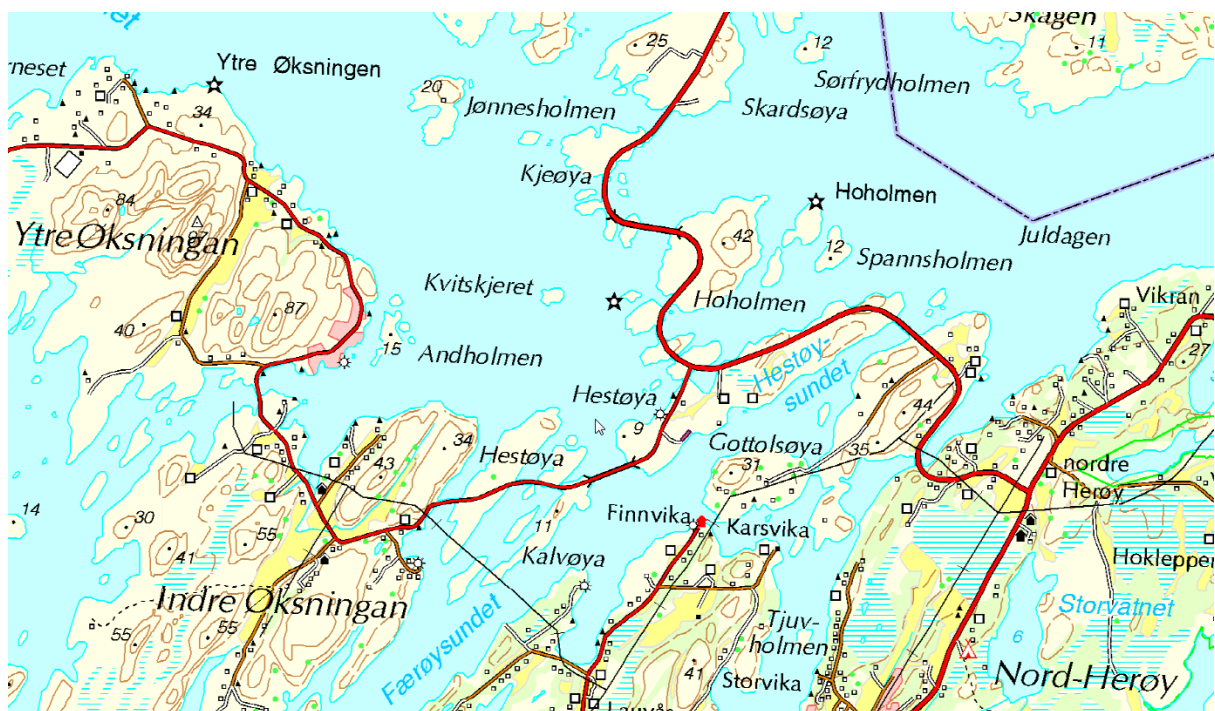 Skagen
25
12
11
Ytre Øksningen
Sørfrydholmen
rneset
20
Jønnesholmen
Skardsøya
34
Kjeøya
Hoholmen
84
42
Juldagen
Ytre Øksningan
12
Spannsholmen
Kvitskjeret
Hoholmen
Vikran
87
40
15
Andholmen
27
Hestøy-
sundet
Hestøya
44
9
34
Gottolsøya
35
43
Hestøya
nordre
Herøy
31
14
30
11
Finnvika
Karsvika
55
41
Kalvøya
Hoklepper
Indre Øksningan
Storvatnet
55
55
Tjuv-
holmen
6
Færøysundet
41
Storvika
Nord-Herøy